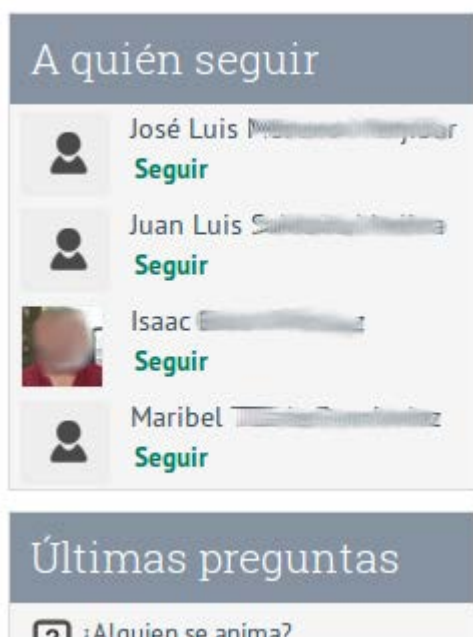 A quién seguir
José Luis
Seguir
Juan Luis
Seguir
Isaac
Seguir
Maribel
Seguir
Últimas preguntas
¿Alguien se anima?